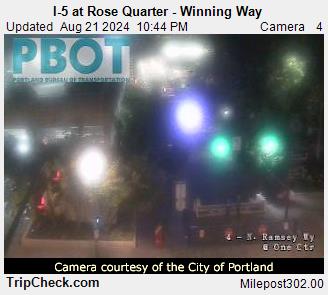 I-5 at Rose Quarter - Winning Way
Updated Aug 21 2024 10:44 PM Camera 4
PBOT
PORTLAND BUREAU OF TRANSPORTATION
4 - N. Ramsey Wy
@ One Ctr
Camera courtesy of the City of Portland
TripCheck.com Milepost302.00